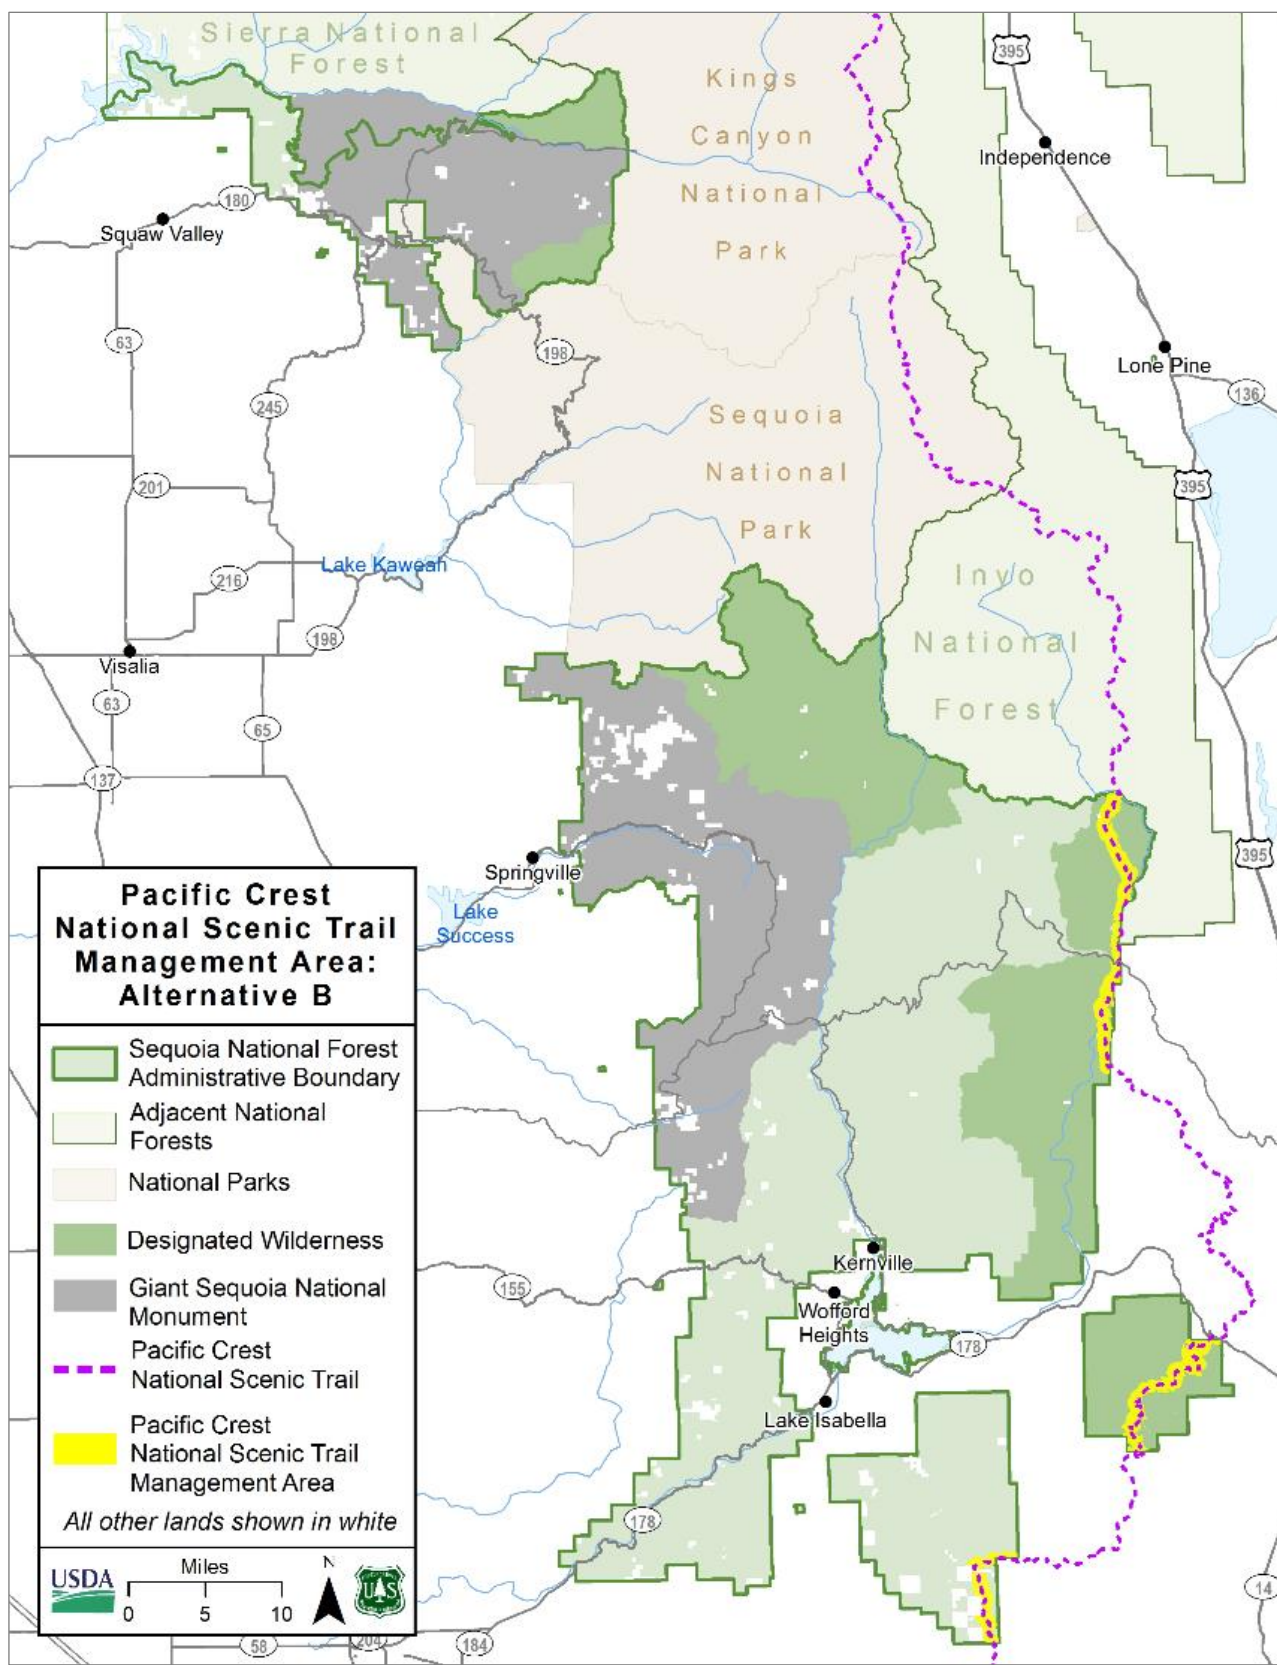 Sierra National
Forest
Kings
Canyon
National
Park
395
Independence
180
Squaw Valley
63
198
Lone Pine
136
245
Sequoia
National
Park
201
395
Lake Kaweah
216
Inyo
National
Forest
198
Visalia
63
65
137
395
Springville
Lake
Success
Pacific Crest
National Scenic Trail
Management Area:
Alternative B
Sequoia National Forest
Administrative Boundary
Adjacent National
Forests
National Parks
Designated Wilderness
Giant Sequoia National
Monument
Pacific Crest
National Scenic Trail
Pacific Crest
National Scenic Trail
Management Area
All other lands shown in white
USDA
Miles
0 5 10
N
U S
Kernville
155
Wofford
Heights
178
Lake Isabella
178
14
58
204
184